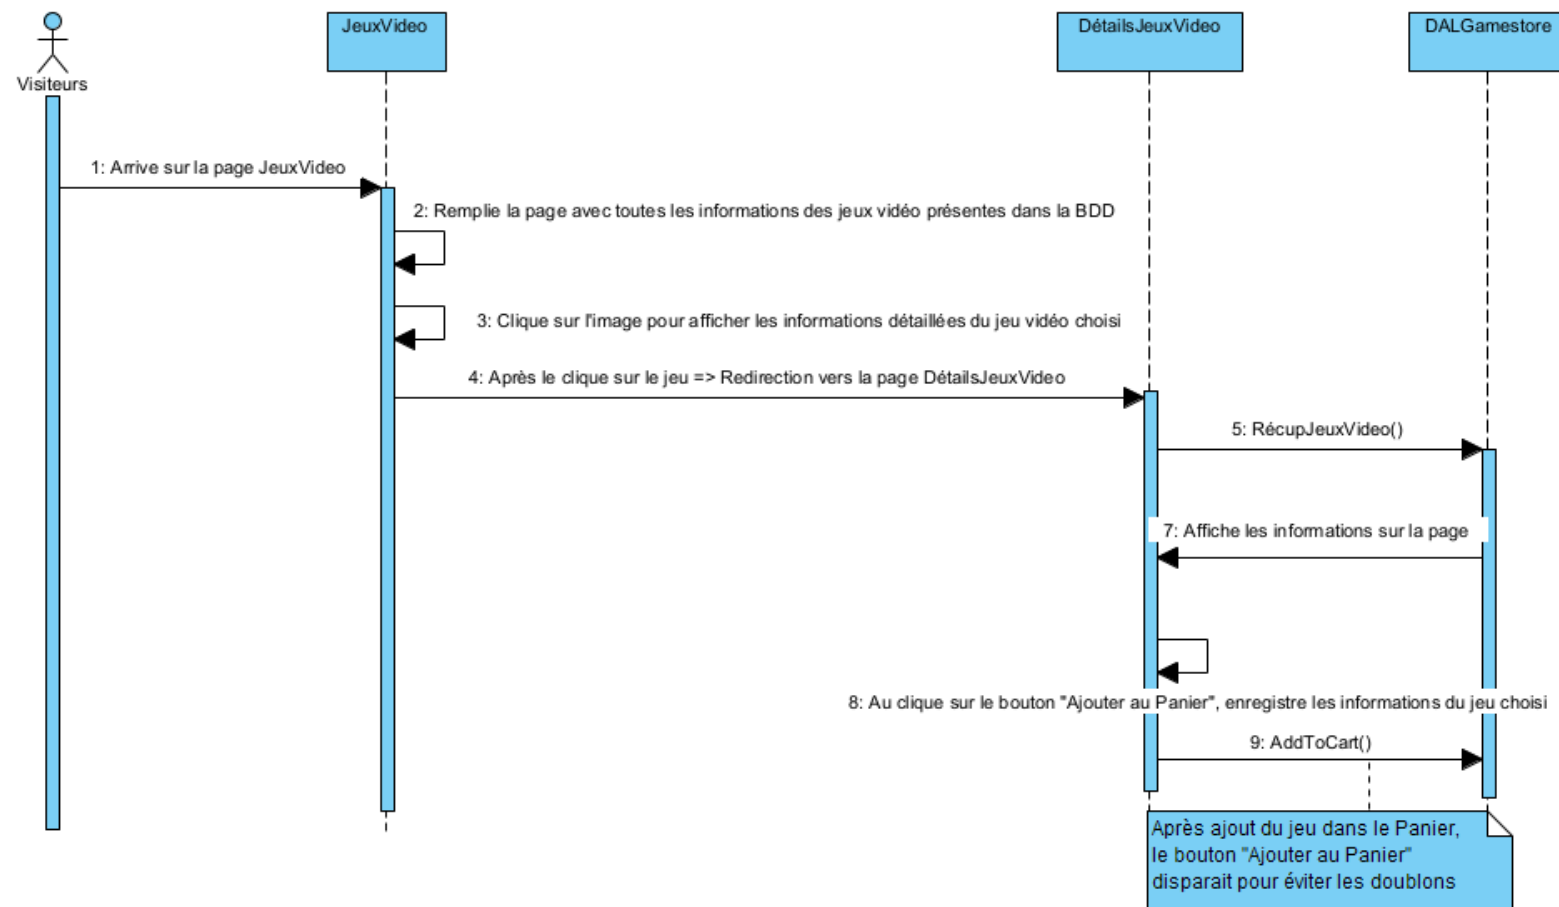 JeuxVideo
DétailsJeuxVideo
DALGamestore
Visiteurs
1: Arrive sur la page JeuxVideo
2: Remplie la page avec toutes les informations des jeux vidéo présentes dans la BDD
3: Clique sur l'image pour afficher les informations détaillées du jeu vidéo choisi
4: Après le clique sur le jeu => Redirection vers la page DétailsJeuxVideo
5: RécupJeuxVideo()
7: Affiche les informations sur la page
8: Au clique sur le bouton "Ajouter au Panier", enregistre les informations du jeu choisi
9: AddToCart()
Après ajout du jeu dans le Panier,
le bouton "Ajouter au Panier"
disparait pour éviter les doublons